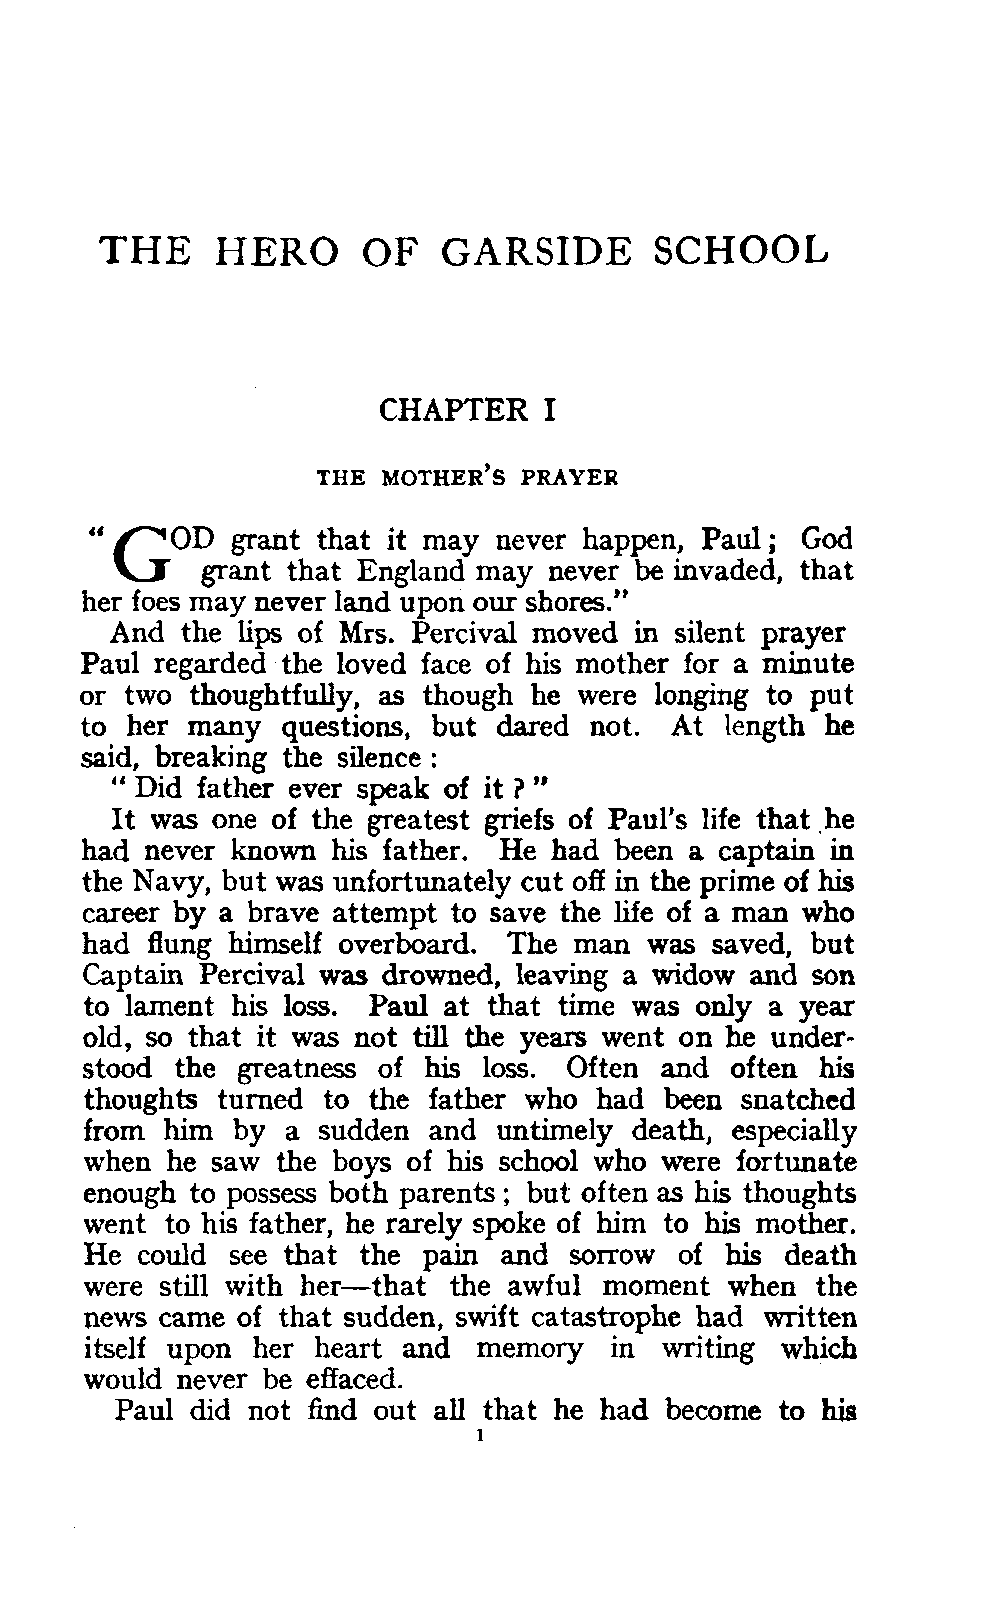 THE HERO OF GARSIDE SCHOOL
CHAPTER I
THE MOTHER'S PRAYER
"GOD grant that it may never happen, Paul; God
grant that England may never be invaded, that
her foes may never land upon our shores."
And the lips of Mrs. Percival moved in silent prayer
Paul regarded the loved face of his mother for a minute
or two thoughtfully, as though he were longing to put
to her many questions, but dared not. At length he
said, breaking the silence:
"Did father ever speak of it?"
It was one of the greatest griefs of Paul's life that he
had never known his father. He had been a captain in
the Navy, but was unfortunately cut off in the prime of his
career by a brave attempt to save the life of a man who
had flung himself overboard. The man was saved, but
Captain Percival was drowned, leaving a widow and son
to lament his loss. Paul at that time was only a year
old, so that it was not till the years went on he under-
stood the greatness of his loss. Often and often his
thoughts turned to the father who had been snatched
from him by a sudden and untimely death, especially
when he saw the boys of his school who were fortunate
enough to possess both parents; but often as his thoughts
went to his father, he rarely spoke of him to his mother.
He could see that the pain and sorrow of his death
were still with her—that the awful moment when the
news came of that sudden, swift catastrophe had written
itself upon her heart and memory in writing which
would never be effaced.
Paul did not find out all that he had become to his
1